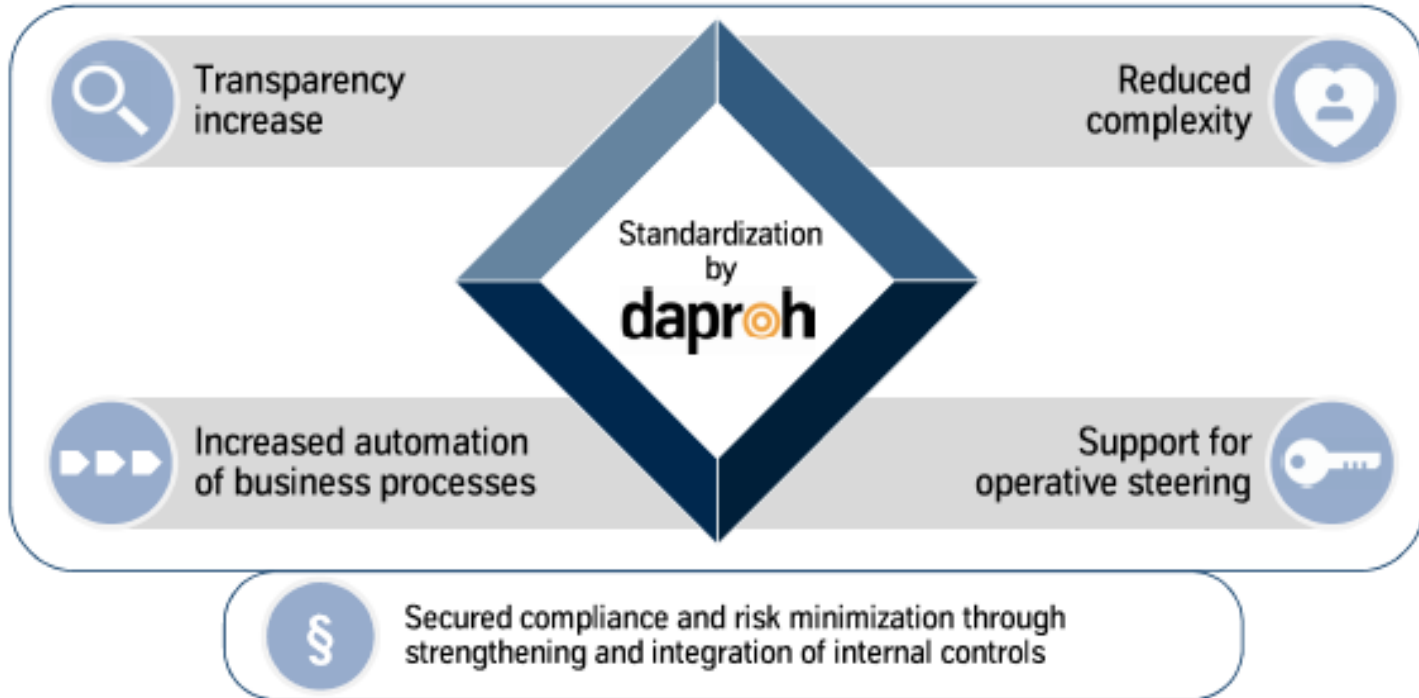 Transparency
increase
Reduced
complexity
Standardization
by
daproh
Increased automation
of business processes
Support for
operative steering
§
Secured compliance and risk minimization through
strengthening and integration of internal controls